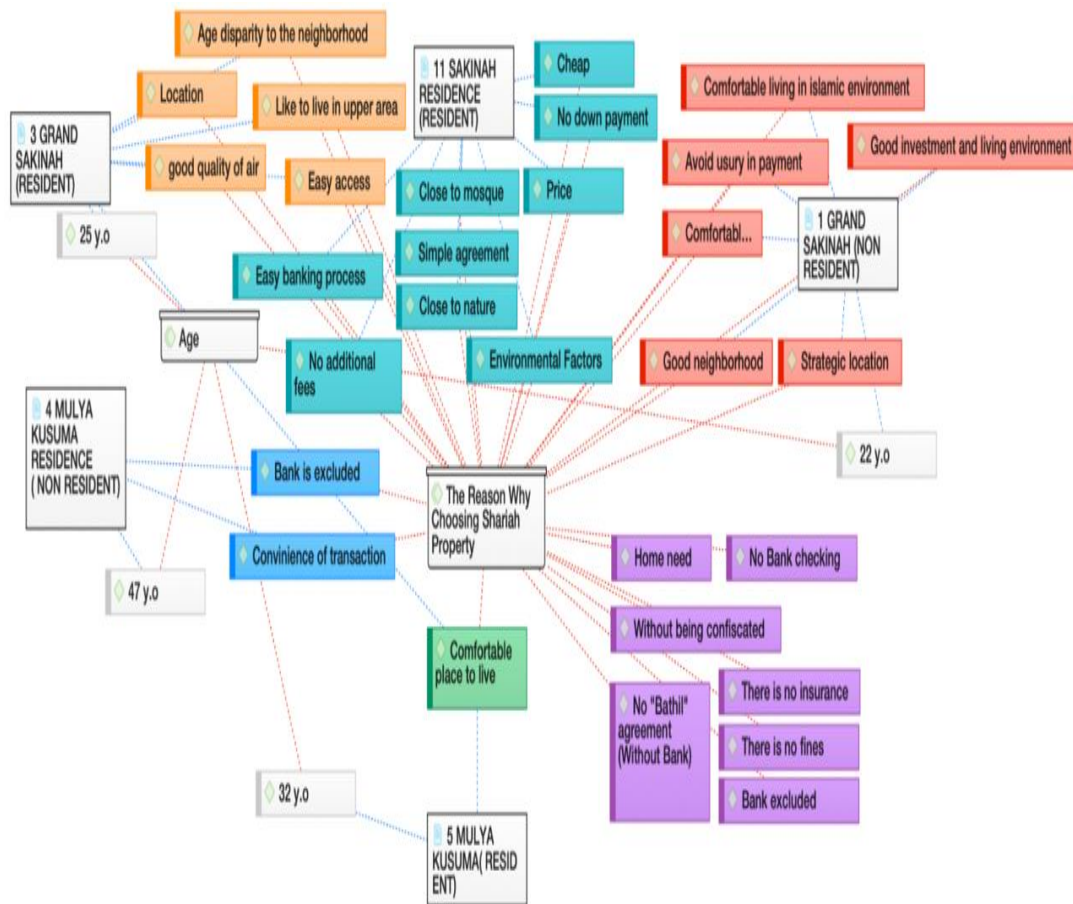 Age disparity to the neighborhood
11 SAKINAH
RESIDENCE
(RESIDENT)
Cheap
Comfortable living in islamic environment
Location
Like to live in upper area
No down payment
3 GRAND
SAKINAH
(RESIDENT)
Good investment and living environment
good quality of air
Easy access
Close to mosque
Price
Avoid usury in payment
1 GRAND
SAKINAH (NON
RESIDENT)
25 y.o
Comfortabl...
Easy banking process
Simple agreement
Close to nature
Age
No additional
fees
Environmental Factors
Good neighborhood
Strategic location
4 MULYA
KUSUMA
RESIDENCE
( NON RESIDENT)
Bank is excluded
22 y.o
The Reason Why
Choosing Shariah
Property
Convinience of transaction
Home need
No Bank checking
47 y.o
Without being confiscated
Comfortable
place to live
There is no insurance
No "Bathil"
agreement
(Without Bank)
There is no fines
32 y.o
Bank excluded
5 MULYA
KUSUMA( RESID
ENT)